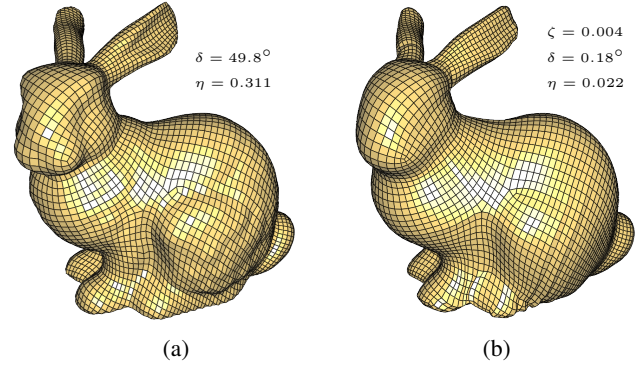 δ = 49.8°
η = 0.311
ζ = 0.004
δ = 0.18°
η = 0.022
(a)
(b)